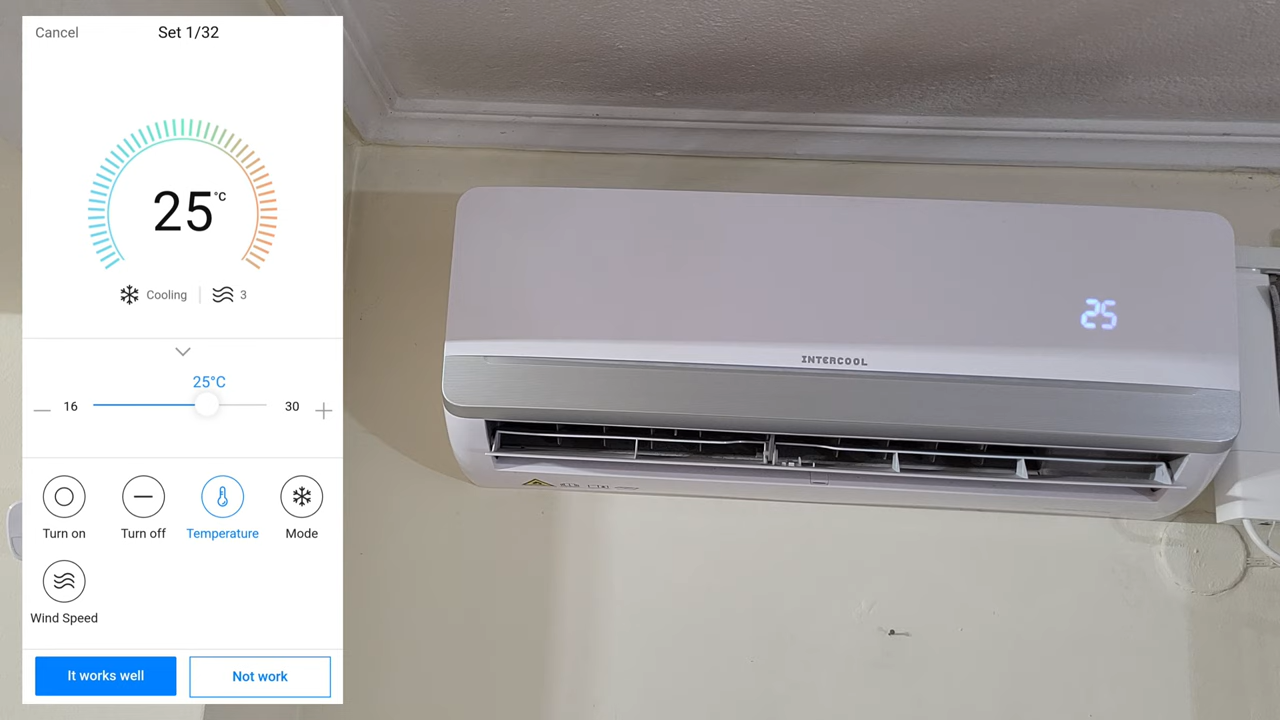 Cancel
Set 1/32
25°C
Cooling
3
25°C
16
30
Turn on
Turn off
Temperature
Mode
Wind Speed
It works well
Not work
25
INTERCOOL